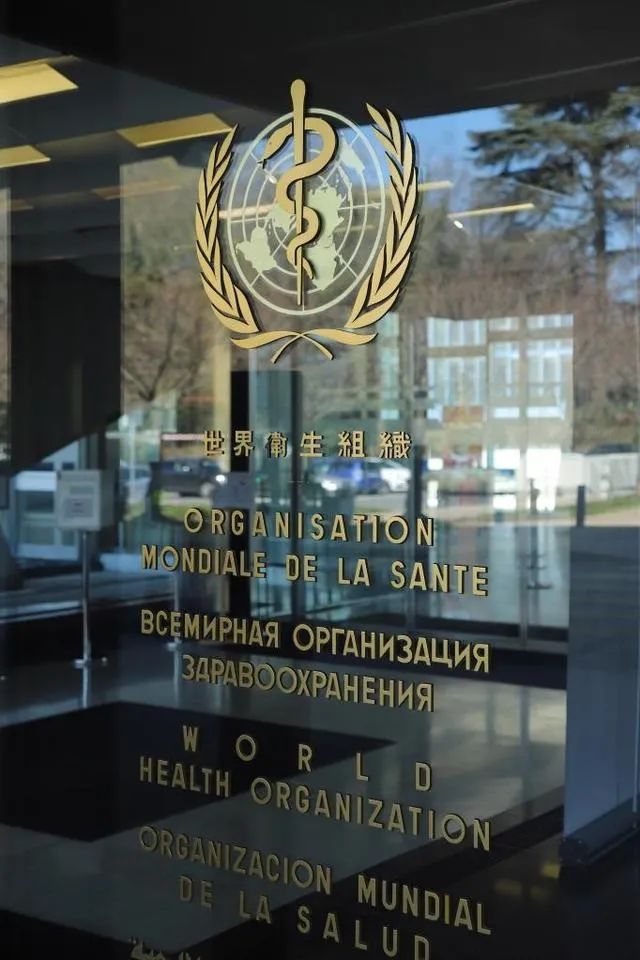 世界衞生組織
ORGANISATION
MONDIALE DE LA SANTE
ВСЕМИРНАЯ ОРГАНИЗАЦИЯ
ЗДРАВООХРАНЕНИЯ
WORLD
HEALTH ORGANIZATION
ORGANIZACION MUNDIAL
DE LA SALUD